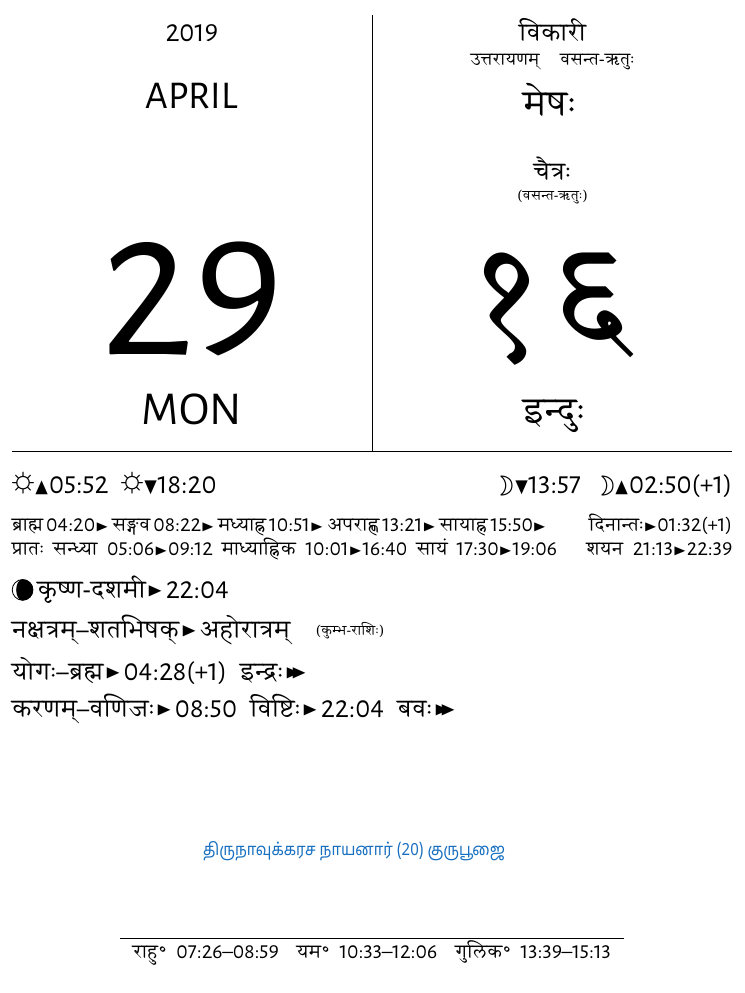 2019
APRIL
29
MON
विकारी
उत्तरायणम् वसन्त-ऋतुः
मेषः
चैत्रः
(वसन्त-ऋतुः)
१६
इन्दुः
☼▲05:52 ☼▼18:20 ☽▼13:57 ☽▲02:50(+1)
ब्राह्म 04:20► सङ्गव 08:22► मध्याह्न 10:51► अपराह्ण 13:21► सायाह्न 15:50► दिनान्तः►01:32(+1)
प्रातः सन्ध्या 05:06►09:12 माध्याह्निक 10:01►16:40 सायं 17:30►19:06 शयन 21:13►22:39
कृष्ण-दशमी►22:04
नक्षत्रम्–शतभिषक्►अहोरात्रम् (कुम्भ-राशिः)
योगः–ब्रह्म►04:28(+1) इन्द्रः►►
करणम्–वणिजः►08:50 विष्टिः►22:04 बवः►►
திருநாவுக்கரச நாயனார் (20) குருபூஜை
राहु° 07:26–08:59 यम° 10:33–12:06 गुलिक° 13:39–15:13